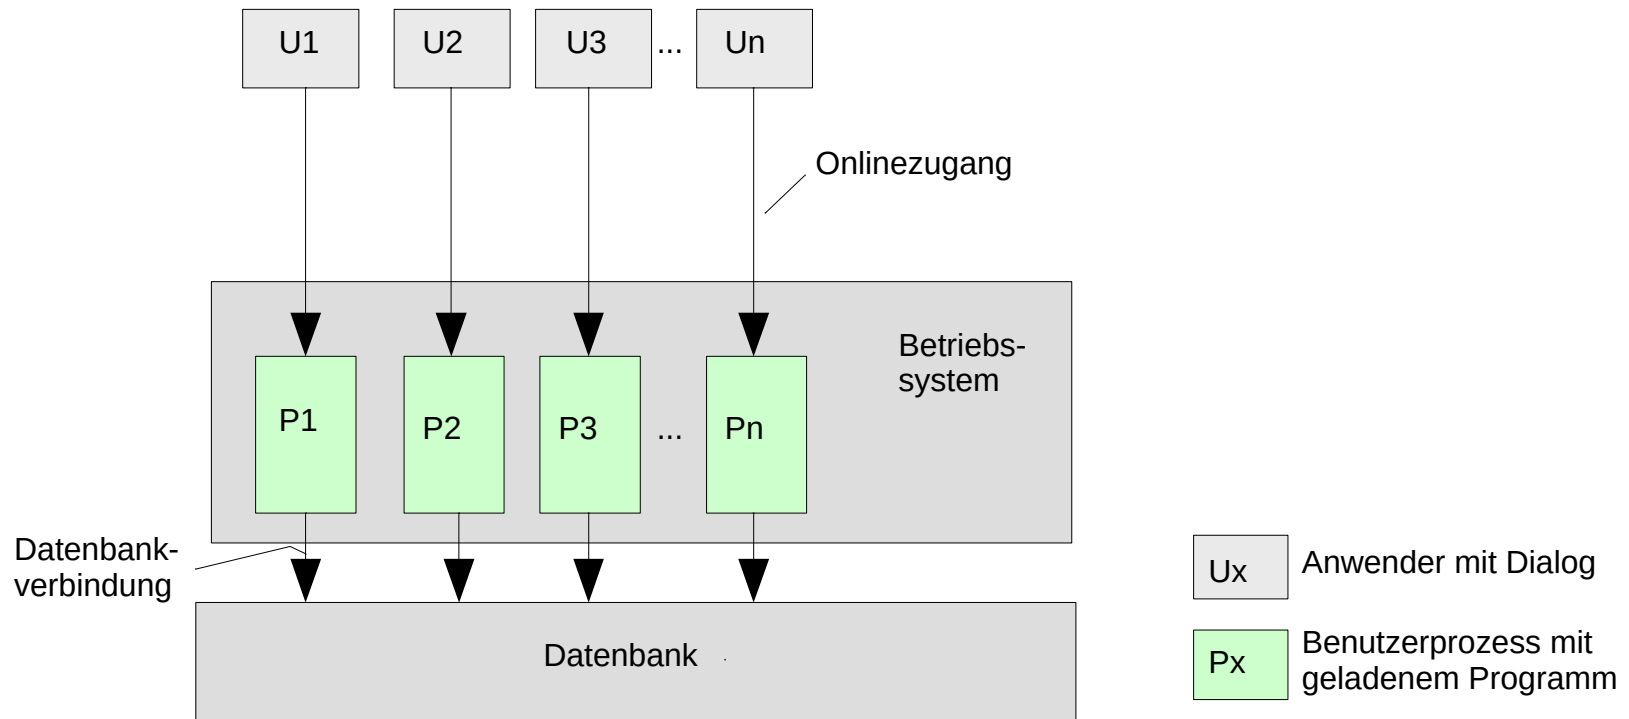 U1 U2 U3 ... Un
Onlinezugang
Betriebs-
system
P1 P2 P3 ... Pn
Datenbank-
verbindung
Datenbank
Ux Anwender mit Dialog
Px Benutzerprozess mit
geladenem Programm